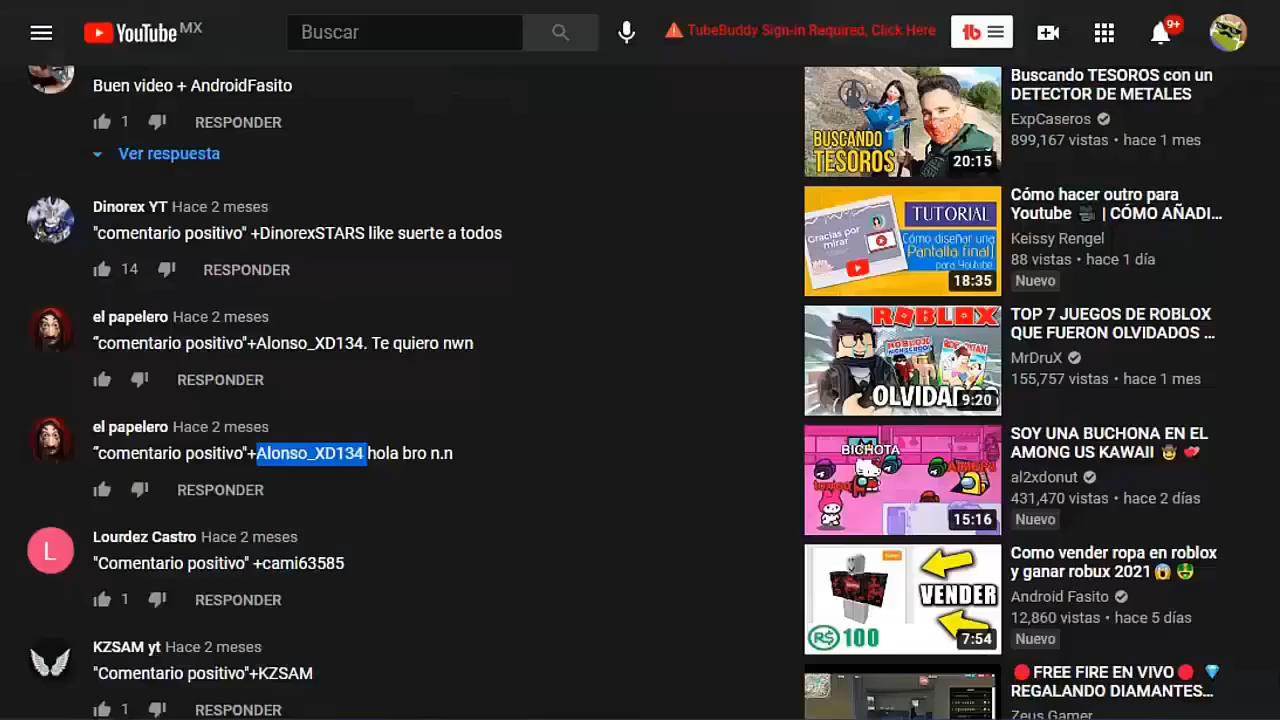 YouTube MX
Buscar
TubeBuddy Sign-in Required, Click Here
tb
9+
Buen video + AndroidFasito
1 RESPONDER
Ver respuesta
Dinorex YT Hace 2 meses
"comentario positivo" +DinorexSTARS like suerte a todos
14 RESPONDER
el papelero Hace 2 meses
"comentario positivo"+Alonso_XD134. Te quiero nwn
RESPONDER
el papelero Hace 2 meses
"comentario positivo"+Alonso_XD134 hola bro n.n
RESPONDER
L
Lourdez Castro Hace 2 meses
"Comentario positivo" +cami63585
1 RESPONDER
KZSAM yt Hace 2 meses
"Comentario positivo"+KZSAM
1 RESPONDER
BUSCANDO
TESOROS
20:15
Buscando TESOROS con un
DETECTOR DE METALES
ExpCaseros
899,167 vistas • hace 1 mes
Gracias por
mirar
TUTORIAL
Cómo diseñar una
Pantalla final
para Youtube
18:35
Cómo hacer outro para
Youtube 📹 | CÓMO AÑADI...
Keissy Rengel
88 vistas • hace 1 día
Nuevo
ROBLOX
OLVIDA
9:20
TOP 7 JUEGOS DE ROBLOX
QUE FUERON OLVIDADOS ...
MrDruX
155,757 vistas • hace 1 mes
BICHOTA
15:16
SOY UNA BUCHONA EN EL
AMONG US KAWAII 🤠 💖
al2xdonut
431,470 vistas • hace 2 días
Nuevo
VENDER
R$ 100
7:54
Como vender ropa en roblox
y ganar robux 2021😱 🤑
Android Fasito
12,860 vistas • hace 5 días
Nuevo
🔴FREE FIRE EN VIVO🔴 💎
REGALANDO DIAMANTES...
Zeus Gamer